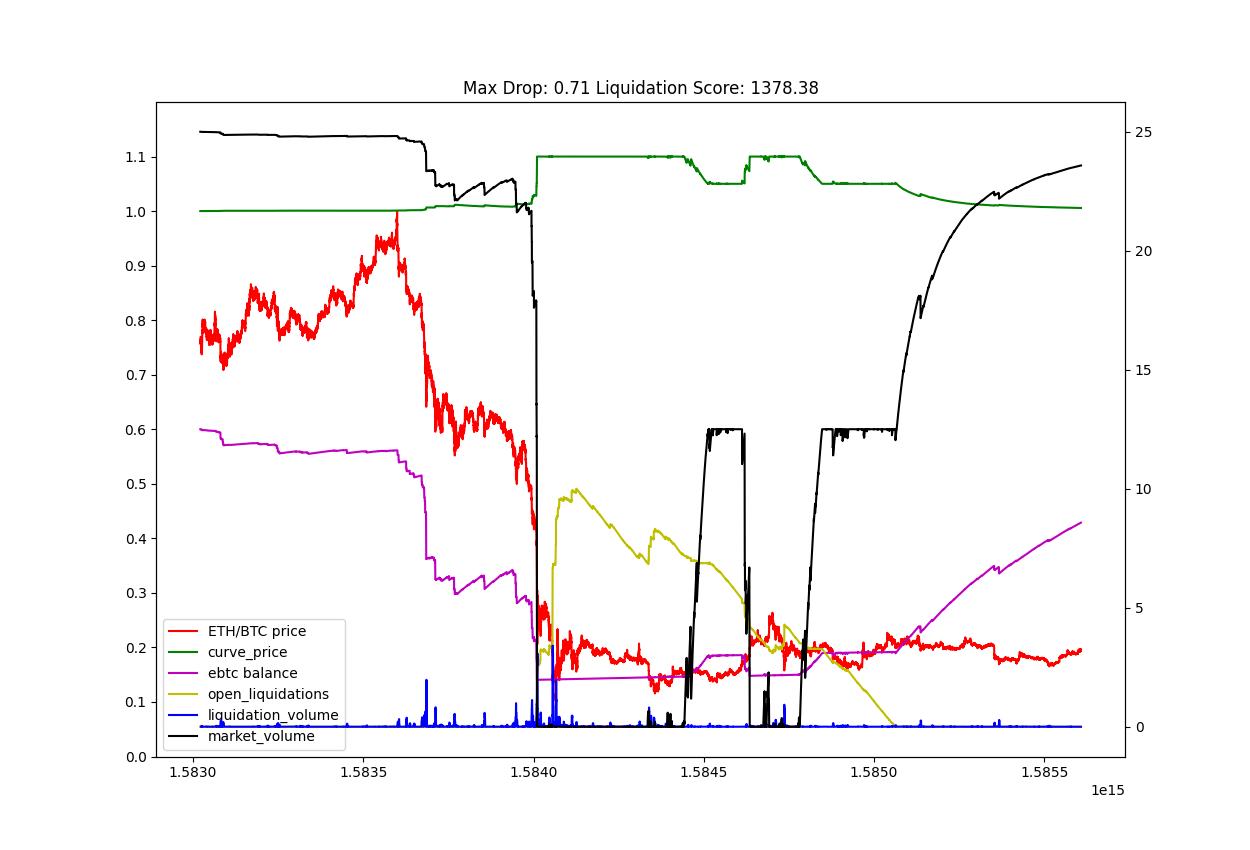 Max Drop: 0.71 Liquidation Score: 1378.38
1.1
1.0
0.9
0.8
0.7
0.6
0.5
0.4
0.3
0.2
0.1
0.0
25
20
15
10
5
0
ETH/BTC price
curve_price
ebtc balance
open_liquidations
liquidation_volume
market_volume
1.5830 1.5835 1.5840 1.5845 1.5850 1.5855
1e15